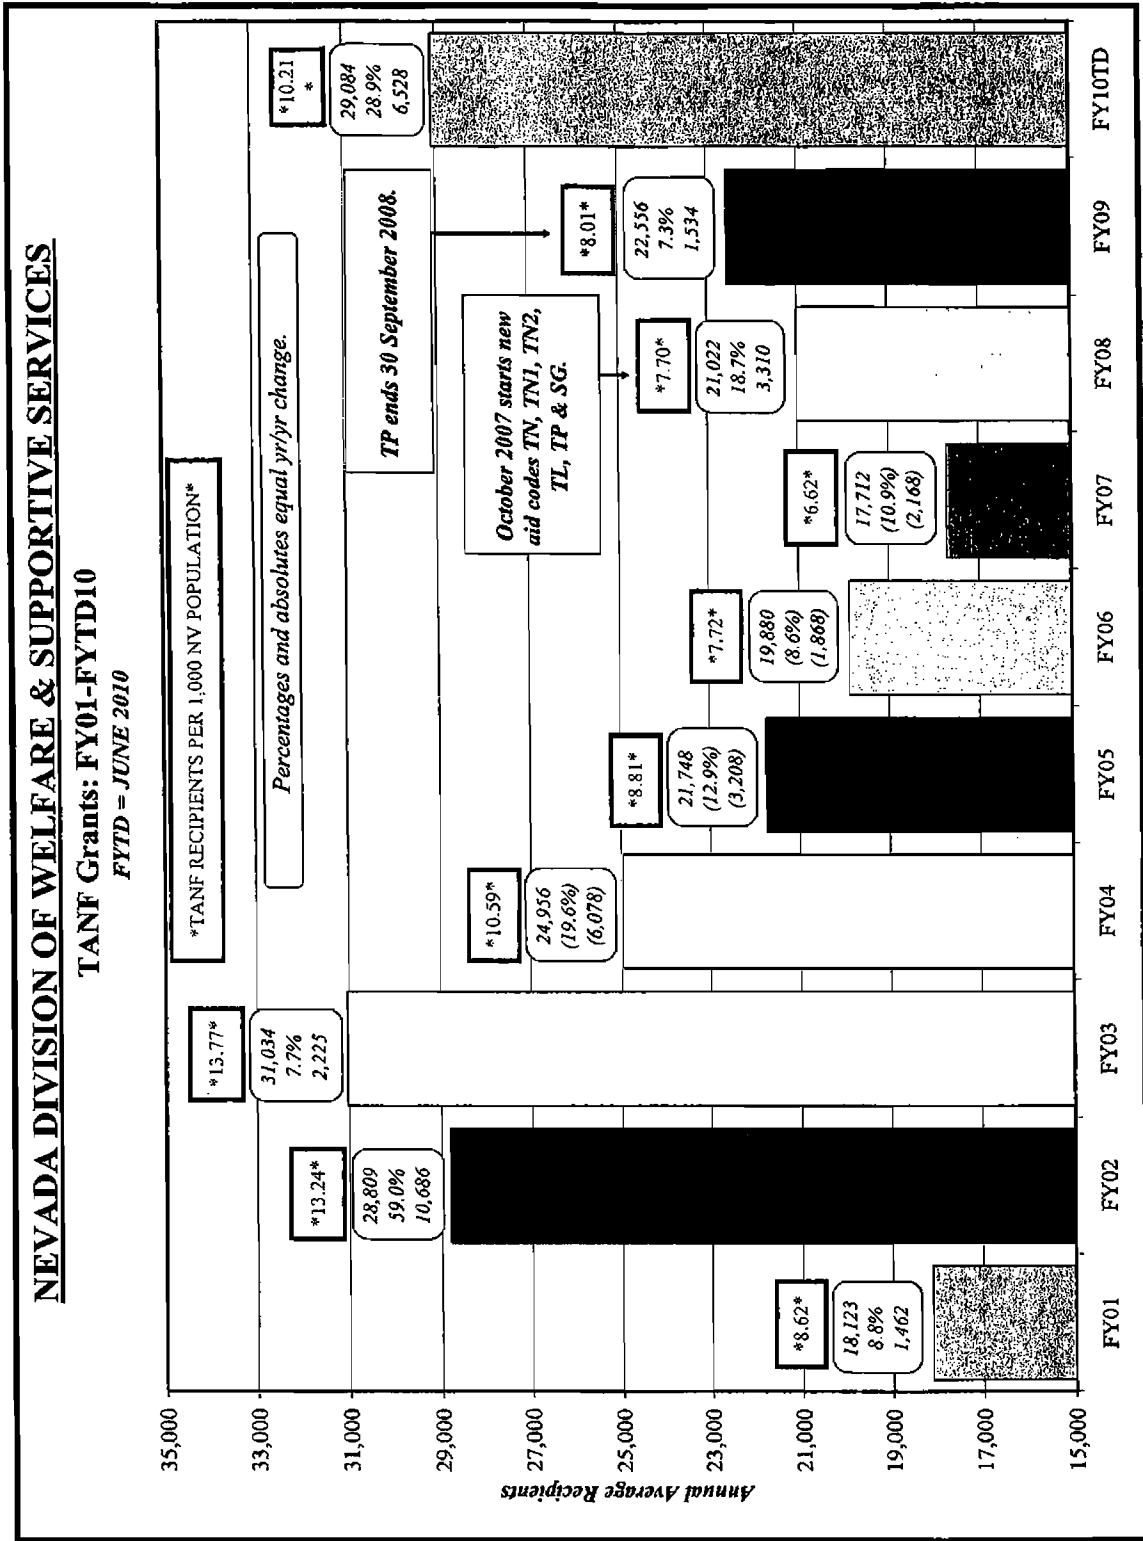 NEVADA DIVISION OF WELFARE & SUPPORTIVE SERVICES
TANF Grants: FY01-FYTD10
FYTD = JUNE 2010
*TANF RECIPIENTS PER 1,000 NV POPULATION*
Percentages and absolutes equal yr/yr change.
TP ends 30 September 2008.
October 2007 starts new
aid codes TN, TN1, TN2,
TL, TP & SG.
Annual Average Recipients
35,000
33,000
31,000
29,000
27,000
25,000
23,000
21,000
19,000
17,000
15,000
*8.62*
18,123
8.8%
1,462
*13.24*
28,809
59.0%
10,686
*13.77*
31,034
7.7%
2,225
*10.59*
24,956
(19.6%)
(6,078)
*8.81*
21,748
(12.9%)
(3,208)
*7.72*
19,880
(8.6%)
(1,868)
*6.62*
17,712
(10.9%)
(2,168)
*7.70*
21,022
18.7%
3,310
*8.01*
22,556
7.3%
1,534
*10.21
*
29,084
28.9%
6,528
FY01
FY02
FY03
FY04
FY05
FY06
FY07
FY08
FY09
FY10TD